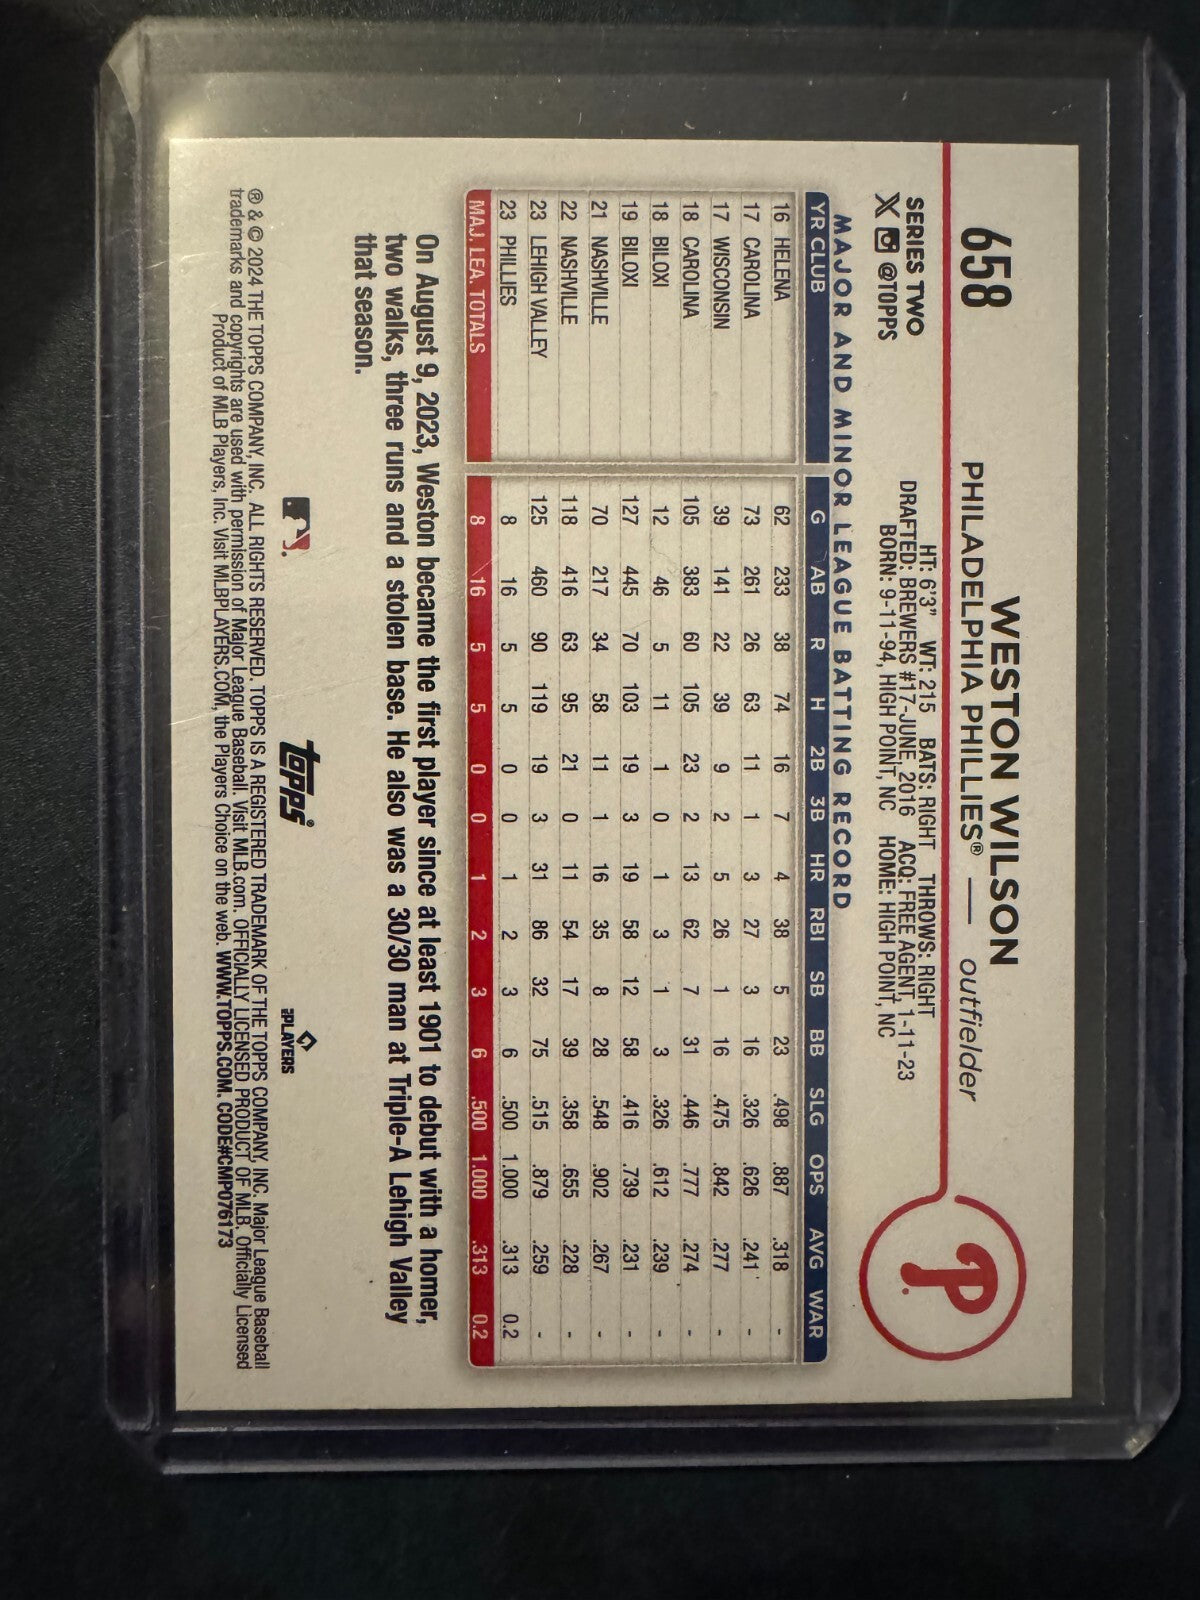 658
WESTON WILSON
PHILADELPHIA PHILLIES® — outfielder
P.
SERIES TWO
X @TOPPS
HT: 6'3" WT: 215 BATS: RIGHT THROWS: RIGHT
DRAFTED: BREWERS #17-JUNE, 2016 ACQ: FREE AGENT, 1-11-23
BORN: 9-11-94, HIGH POINT, NC HOME: HIGH POINT, NC
MAJOR AND MINOR LEAGUE BATTING RECORD
YR CLUB G AB R H 2B 3B HR RBI SB BB SLG OPS AVG WAR
16 HELENA 62 233 38 74 16 7 4 38 5 23 .498 .887 .318 -
17 CAROLINA 73 261 26 63 11 1 3 27 3 16 .326 .626 .241 -
17 WISCONSIN 39 141 22 39 9 2 5 26 1 16 .475 .842 .277 -
18 CAROLINA 105 383 60 105 23 2 13 62 7 31 .446 .777 .274 -
18 BILOXI 12 46 5 11 1 0 1 3 1 3 .326 .612 .239 -
19 BILOXI 127 445 70 103 19 3 19 58 12 58 .416 .739 .231 -
21 NASHVILLE 70 217 34 58 11 1 16 35 8 28 .548 .902 .267 -
22 NASHVILLE 118 416 63 95 21 0 11 54 17 39 .358 .655 .228 -
23 LEHIGH VALLEY 125 460 90 119 19 3 31 86 32 75 .515 .879 .259 -
23 PHILLIES 8 16 5 5 0 0 1 2 3 6 .500 1.000 .313 0.2
MAJ. LEA. TOTALS 8 16 5 5 0 0 1 2 3 6 .500 1.000 .313 0.2
On August 9, 2023, Weston became the first player since at least 1901 to debut with a homer,
two walks, three runs and a stolen base. He also was a 30/30 man at Triple-A Lehigh Valley
that season.
topps®
PLAYERS
® & © 2024 THE TOPPS COMPANY, INC. ALL RIGHTS RESERVED. TOPPS IS A REGISTERED TRADEMARK OF THE TOPPS COMPANY, INC. Major League Baseball
trademarks and copyrights are used with permission of Major League Baseball. Visit MLB.com. OFFICIALLY LICENSED PRODUCT OF MLB. Officially Licensed
Product of MLB Players, Inc. Visit MLBPLAYERS.COM, the Players Choice on the web. WWW.TOPPS.COM. CODE#CMP076173